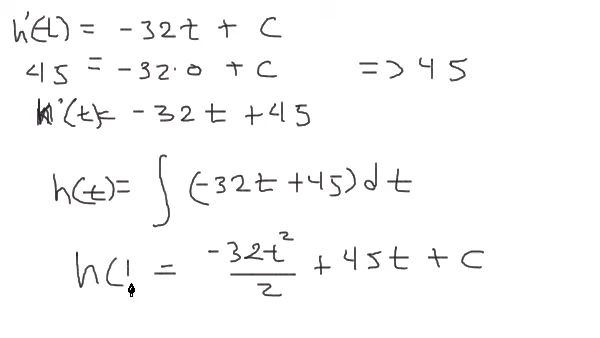 h'(t) = -32t + C
45 = -32·0 + C => 45
h'(t) = -32t + 45
h(t) = ∫ (-32t + 45) dt
h( = -32t²/2 + 45t + C